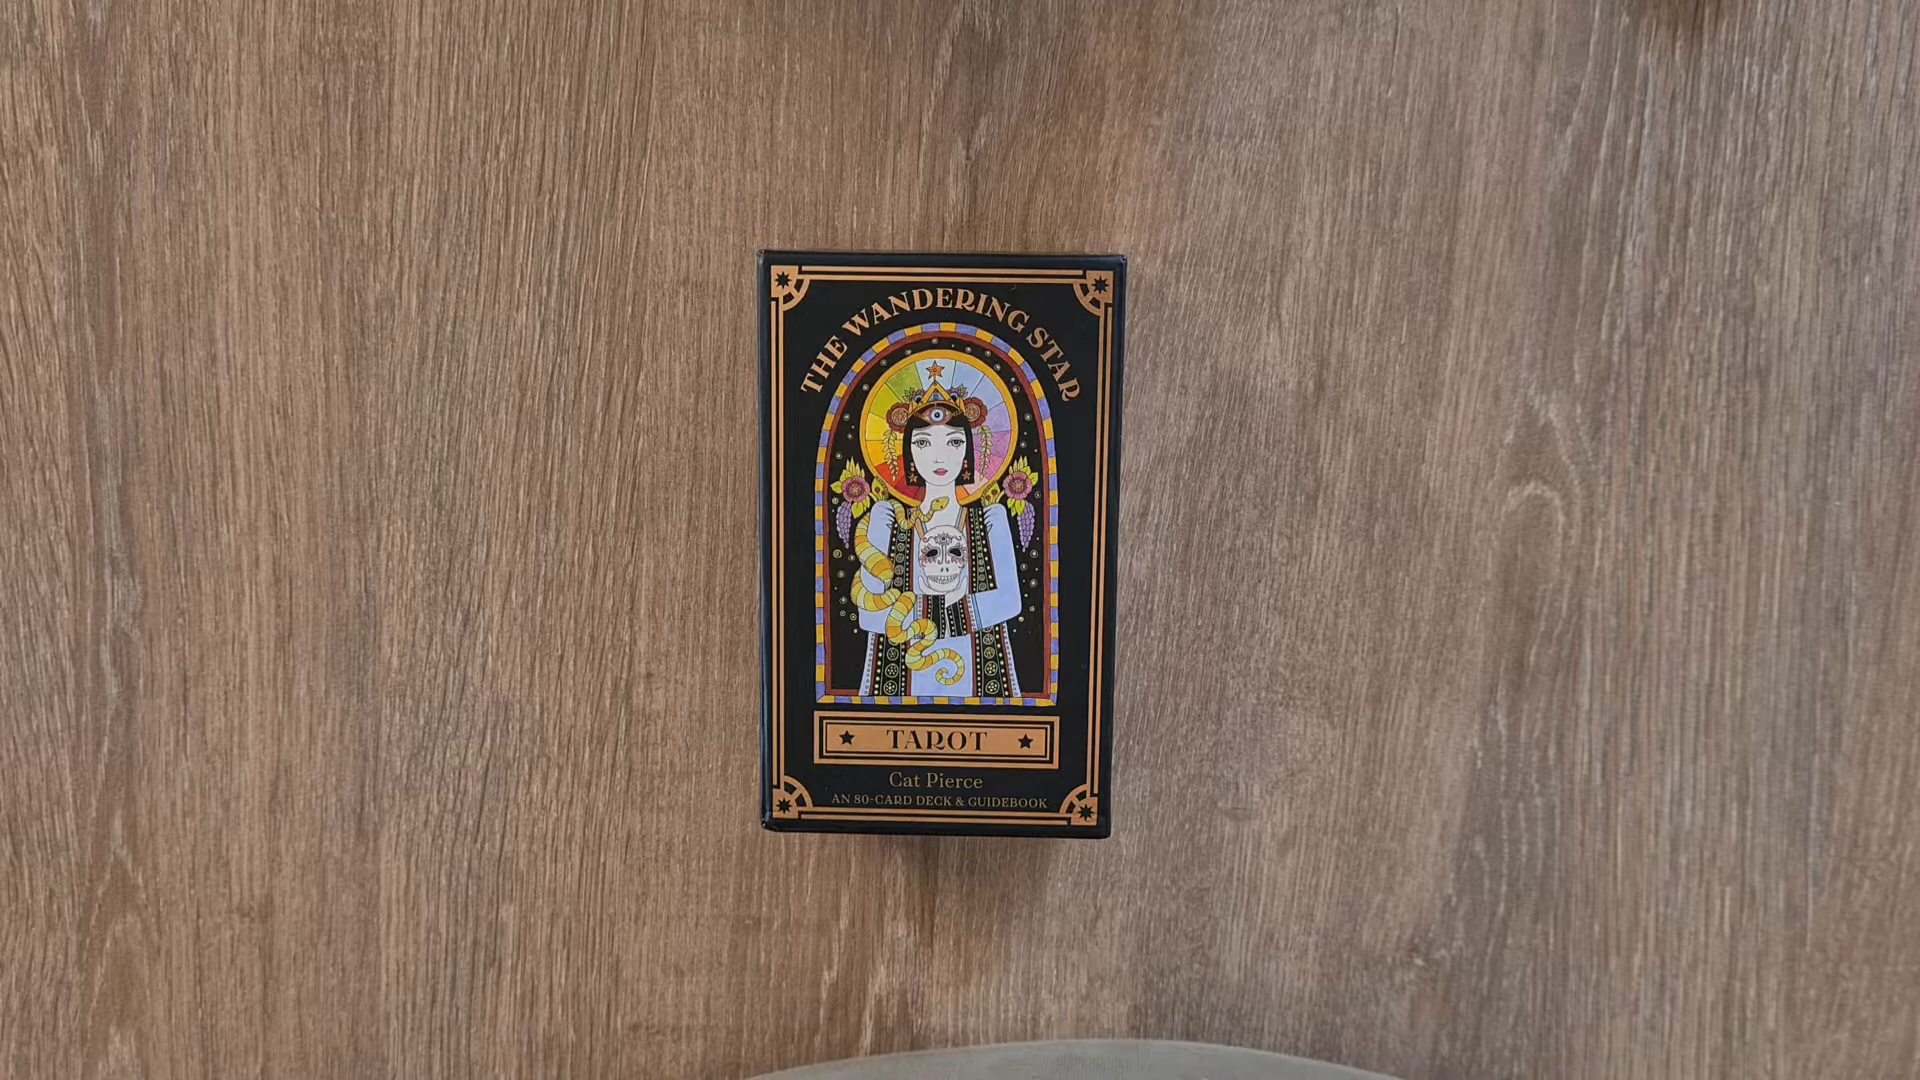 THE WANDERING STAR
TAROT
Cat Pierce
AN 80-CARD DECK & GUIDEBOOK